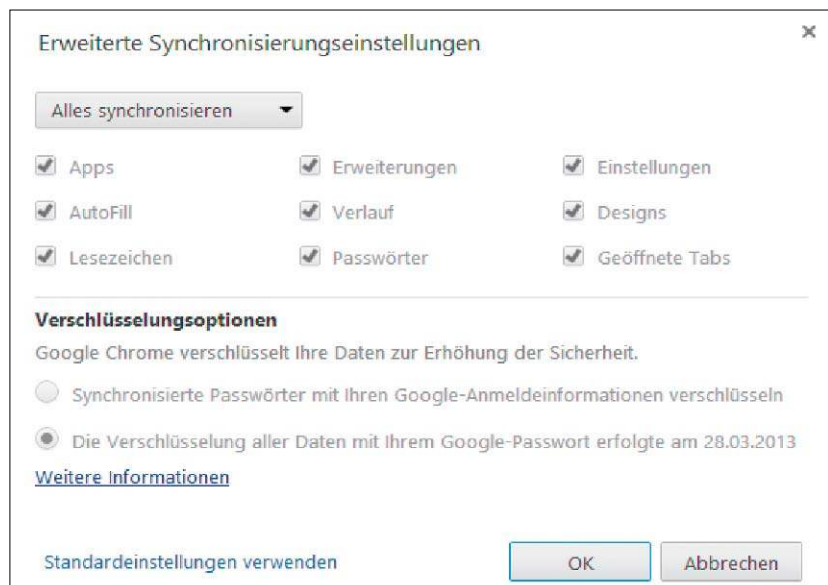 Erweiterte Synchronisierungseinstellungen
Alles synchronisieren
Apps Erweiterungen Einstellungen
AutoFill Verlauf Designs
Lesezeichen Passwörter Geöffnete Tabs
Verschlüsselungsoptionen
Google Chrome verschlüsselt Ihre Daten zur Erhöhung der Sicherheit.
Synchronisierte Passwörter mit Ihren Google-Anmeldeinformationen verschlüsseln
Die Verschlüsselung aller Daten mit Ihrem Google-Passwort erfolgte am 28.03.2013
Weitere Informationen
Standardeinstellungen verwenden OK Abbrechen